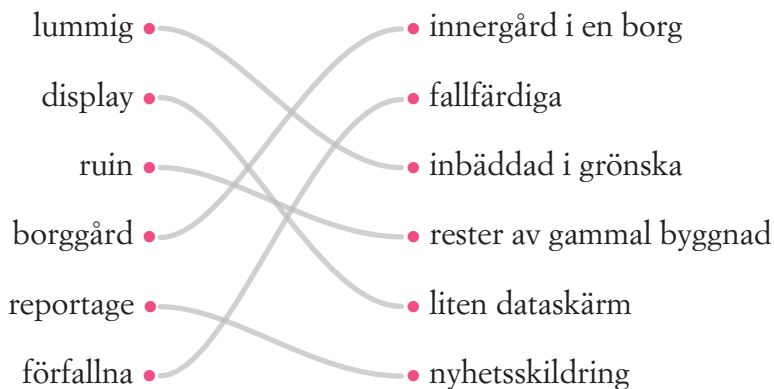 lummig
display
ruin
borggård
reportage
förfallna
innergård i en borg
fallfärdiga
inbäddad i grönska
rester av gammal byggnad
liten dataskärm
nyhetsskildring